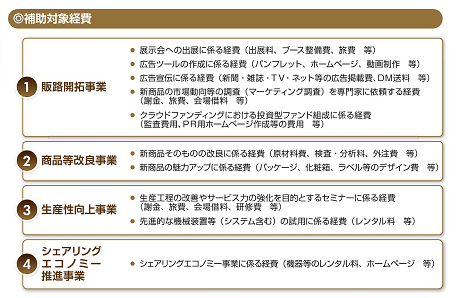 ◎補助対象経費
1 販路開拓事業
● 展示会への出展に係る経費（出展料、ブース整備費、旅費　等）
● 広告ツールの作成に係る経費（パンフレット、ホームページ、動画制作　等）
● 広告宣伝に係る経費（新聞・雑誌・TV・ネット等の広告掲載費、DM送料　等）
● 新商品の市場動向等の調査（マーケティング調査）を専門家に依頼する経費
（謝金、旅費、会場借料　等）
● クラウドファンディングにおける投資型ファンド組成に係る経費
（監査費用、PR用ホームページ作成等の費用　等）
2 商品等改良事業
● 新商品そのものの改良に係る経費（原材料費、検査・分析料、外注費　等）
● 新商品の魅力アップに係る経費（パッケージ、化粧箱、ラベル等のデザイン費　等）
3 生産性向上事業
● 生産工程の改善やサービス力の強化を目的とするセミナーに係る経費
（謝金、旅費、会場借料、研修費　等）
● 先進的な機械装置等（システム含む）の試用に係る経費（レンタル料　等）
4 シェアリング
エコノミー
推進事業
● シェアリングエコノミー事業に係る経費（機器等のレンタル料、ホームページ　等）